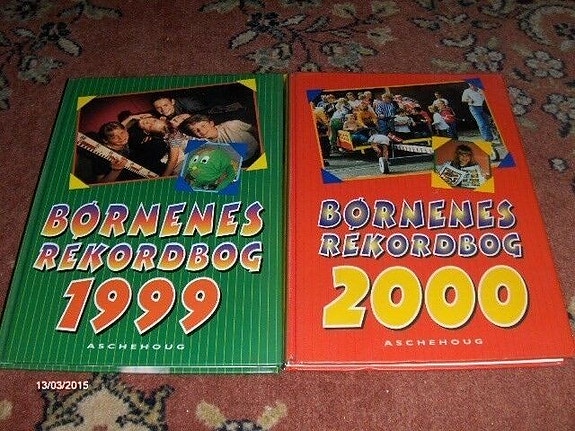 BØRNENES
REKORDBOG
1999
ASCHEHOUG
BØRNENES
REKORDBOG
2000
ASCHEHOUG
13/03/2015